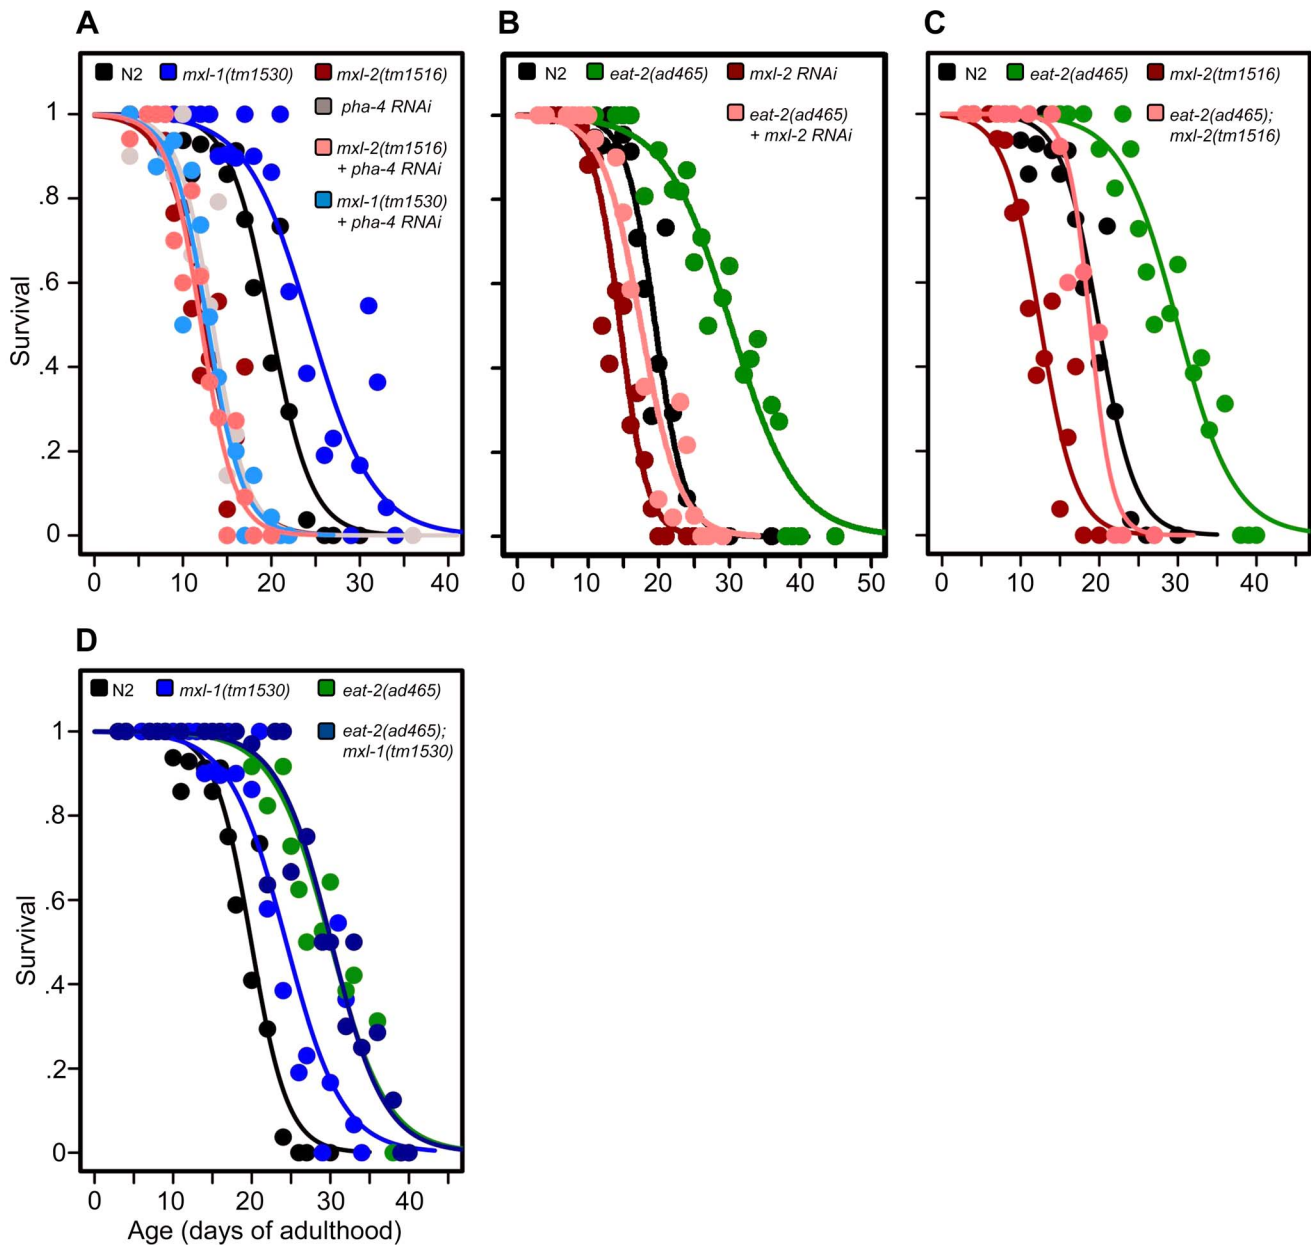 A
N2 mxl-1(tm1530) mxl-2(tm1516)
pha-4 RNAi
mxl-2(tm1516)
+ pha-4 RNAi
mxl-1(tm1530)
+ pha-4 RNAi
1
.8
.6
.4
.2
0
Survival
0 10 20 30 40
B
N2 eat-2(ad465) mxl-2 RNAi
eat-2(ad465)
+ mxl-2 RNAi
0 10 20 30 40 50
C
N2 eat-2(ad465) mxl-2(tm1516)
eat-2(ad465);
mxl-2(tm1516)
0 10 20 30 40
D
N2 mxl-1(tm1530) eat-2(ad465)
eat-2(ad465);
mxl-1(tm1530)
1
.8
.6
.4
.2
0
Survival
0 10 20 30 40
Age (days of adulthood)